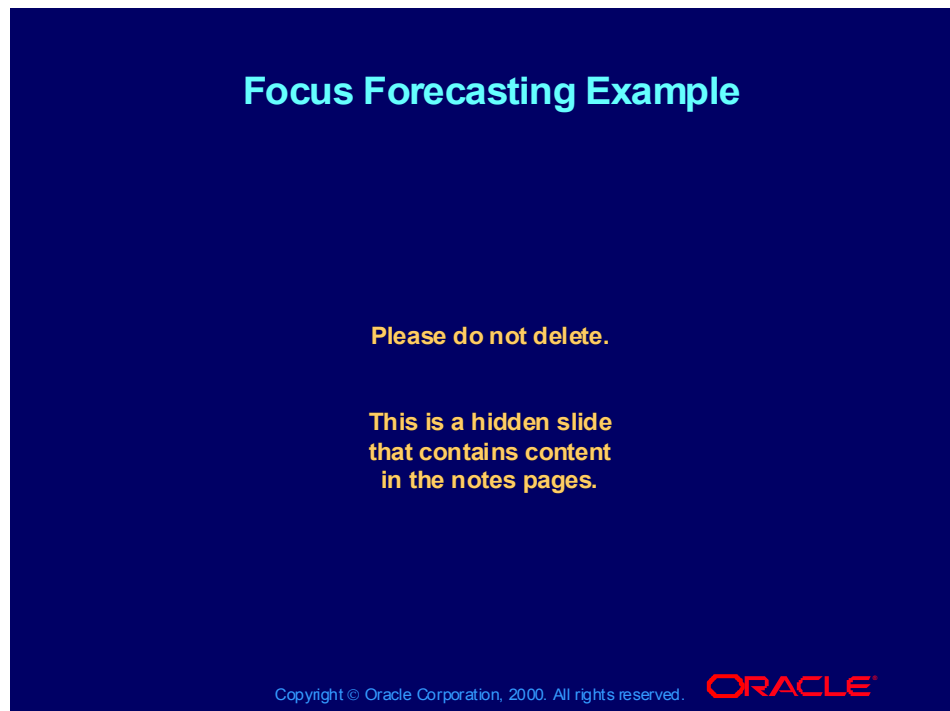 Focus Forecasting Example
Please do not delete.
This is a hidden slide
that contains content
in the notes pages.
Copyright © Oracle Corporation, 2000. All rights reserved.
ORACLE®